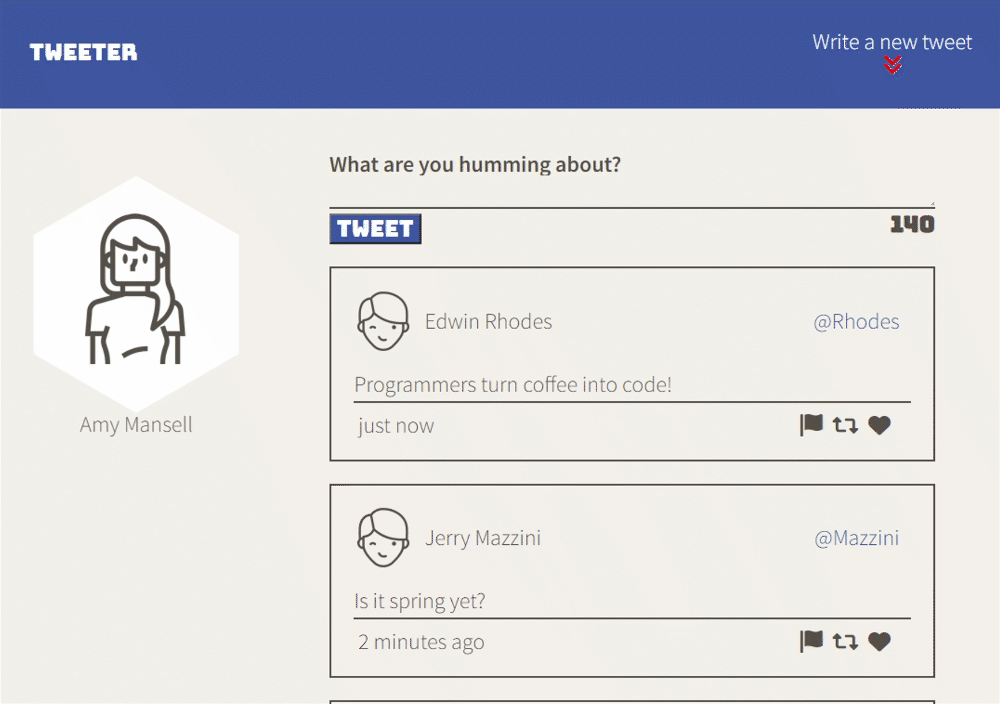 TWEETER
Write a new tweet
What are you humming about?
TWEET
140
Amy Mansell
Edwin Rhodes
@Rhodes
Programmers turn coffee into code!
just now
Jerry Mazzini
@Mazzini
Is it spring yet?
2 minutes ago